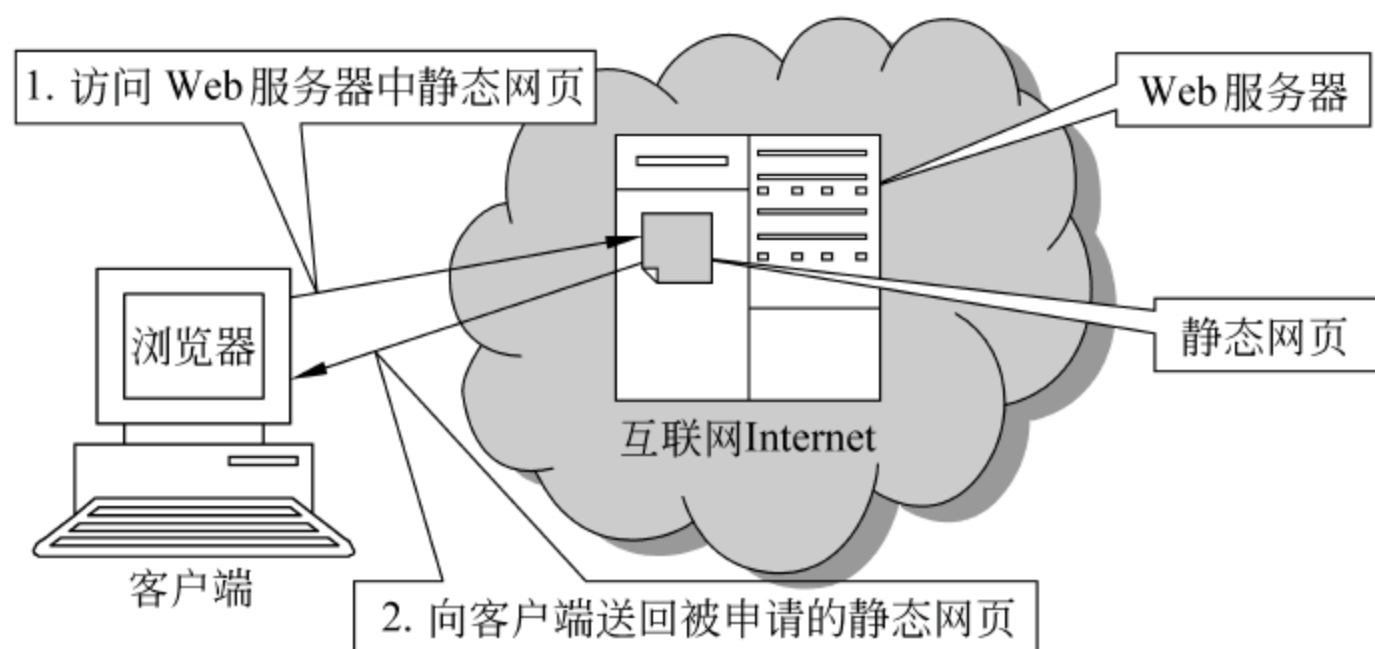 1. 访问 Web服务器中静态网页
Web服务器
浏览器
静态网页
互联网Internet
客户端
2. 向客户端送回被申请的静态网页